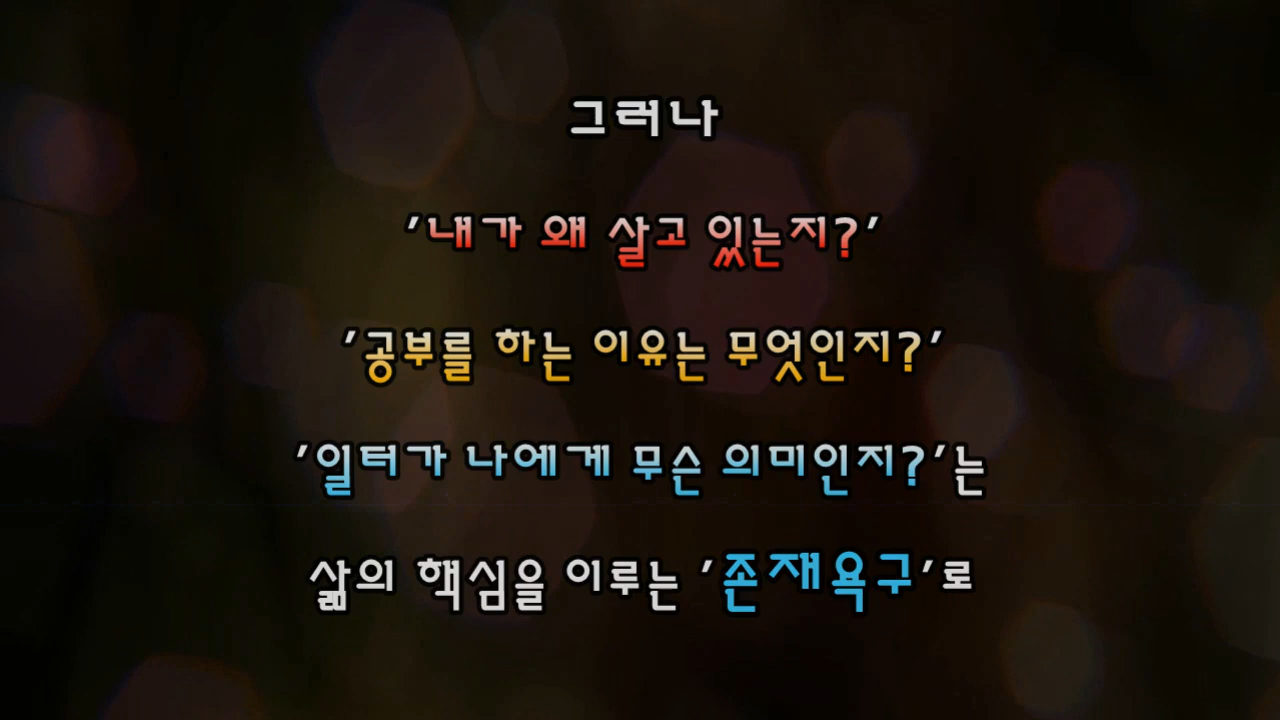 그러나
'내가 왜 살고 있는지?'
'공부를 하는 이유는 무엇인지?'
'일터가 나에게 무슨 의미인지?'는
삶의 핵심을 이루는 '존재욕구'로